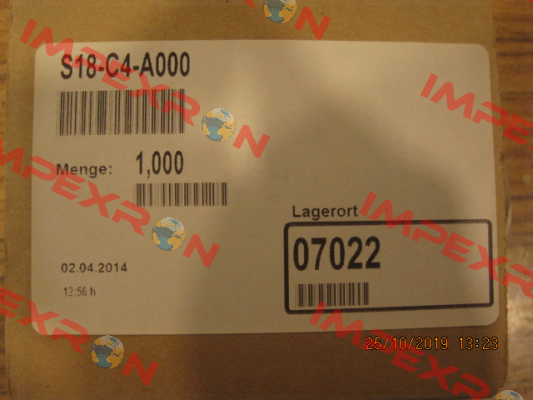 S18-C4-A000
Menge: 1,000
Lagerort
07022
02.04.2014
12:56 h
25/10/2019 13:23
IMPEXRON
IMPEXRON
IMPEXRON
IMPEXRON
IMPEXRON